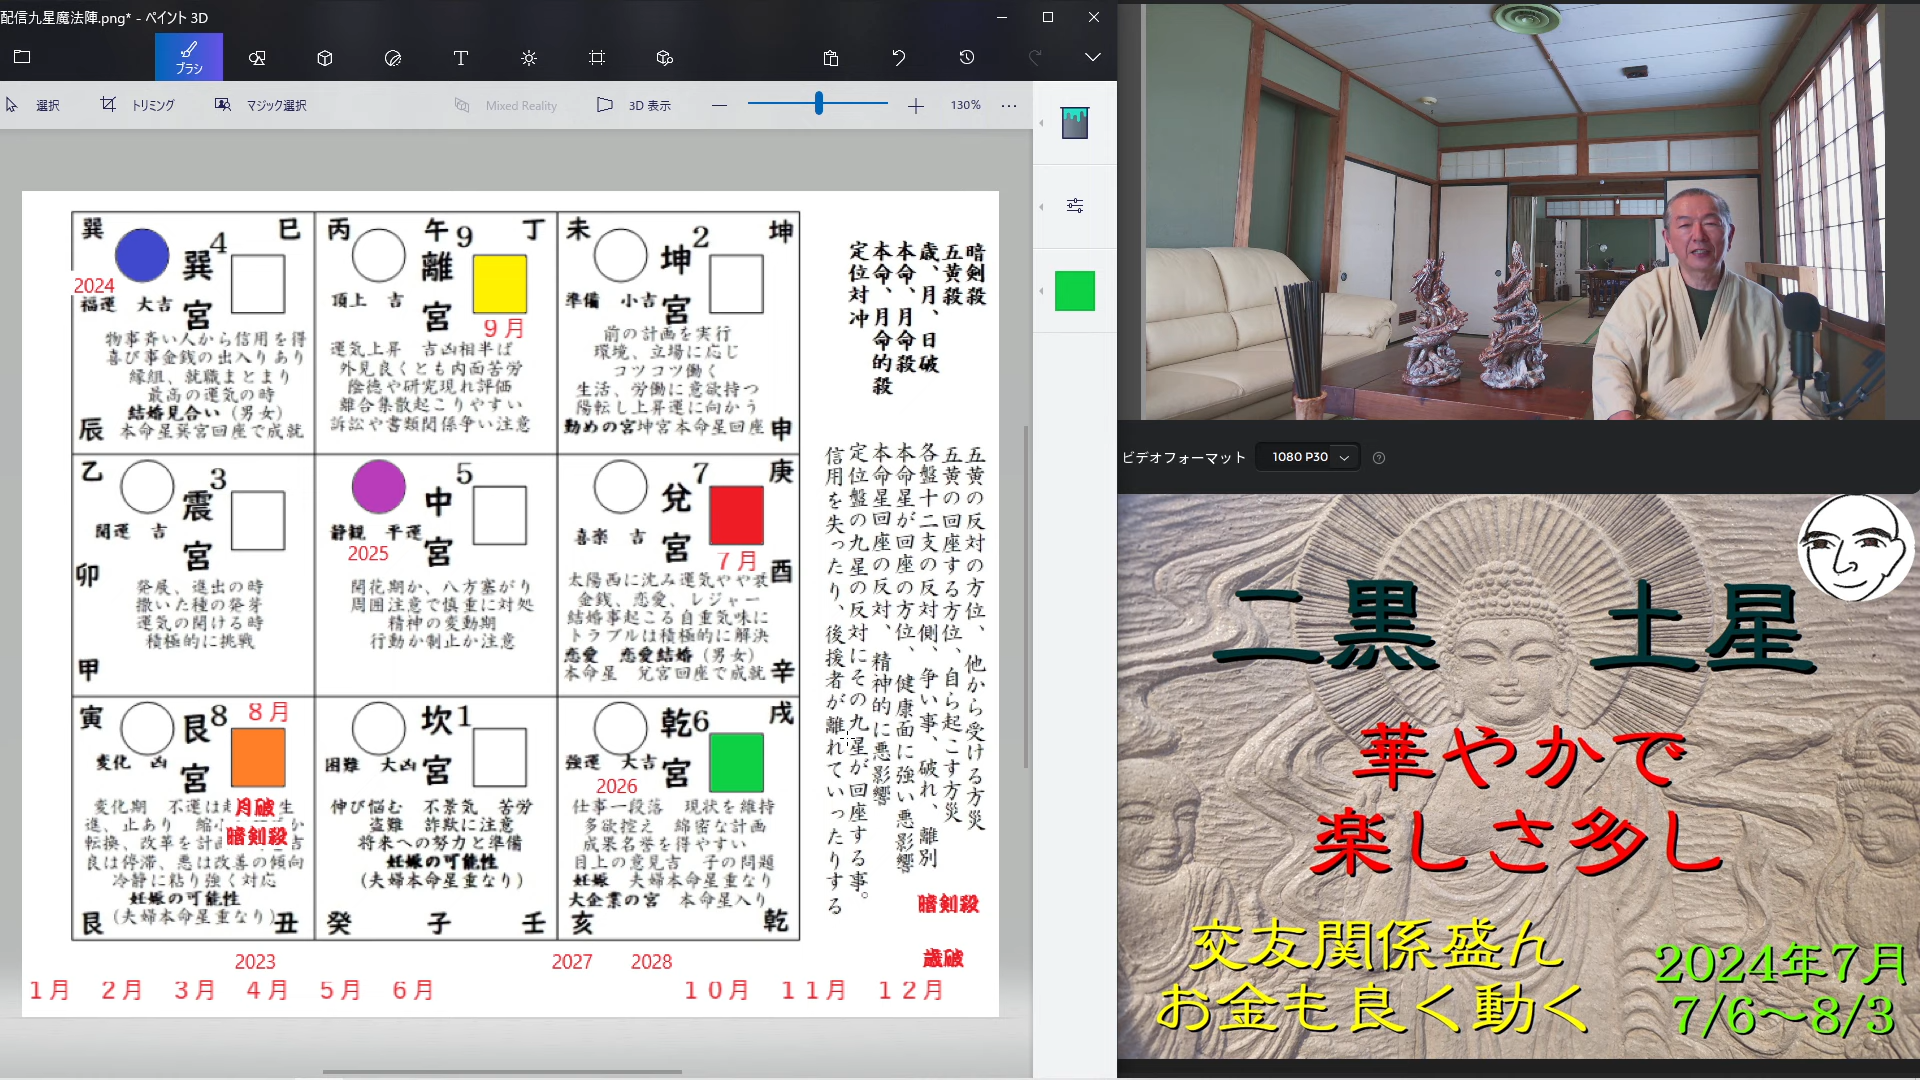 配信九星魔法陣.png* - ペイント 3D
ブラシ
選択
トリミング
マジック選択
Mixed Reality
3D 表示
130%
巽
4
巳
巽宮
2024
福運 大吉
物事斉い人から信用を得
喜び事金銭の出入りあり
縁組、就職まとまり
最高の運気の時
結婚見合い(男女)
辰
本命星巽宮回座で成就
丙
午
9
丁
離宮
頂上 吉
9月
運気上昇 吉凶相半ば
外見良くとも内面苦労
陰徳や研究現れ評価
離合集散起こりやすい
訴訟や書類関係争い注意
未
2
坤
坤宮
準備 小吉
前の計画を実行
環境、立場に応じ
コツコツ働く
生活、労働に意欲持つ
陽転し上昇運に向かう
勤めの宮坤宮本命星回座
申
乙
3
震宮
開運 吉
卯
発展、進出の時
撒いた種の発芽
運気の開ける時
積極的に挑戦
甲
5
中宮
静観 平運
2025
開花期か、八方塞がり
周囲注意で慎重に対処
精神の変動期
行動か制止か注意
7
庚
兌宮
喜楽 吉
7月
酉
太陽西に沈み運気やや衰
金銭、恋愛、レジャー
結婚事起こる自重気味に
トラブルは積極的に解決
恋愛 恋愛結婚(男女)
本命星 兌宮回座で成就
辛
寅
8
8月
艮宮
変化 凶
変化期 不運は
生
月破
進、止あり
暗剣殺
転換、改革を計
吉
良は停滞、悪は改善の傾向
冷静に粘り強く対応
妊娠の可能性
(夫婦本命星重なり)
艮
丑
坎宮
1
困難 大凶
伸び悩む 不景気 苦労
盗難 詐欺に注意
将来への努力と準備
妊娠の可能性
(夫婦本命星重なり)
癸
子
壬
乾宮
6
戌
強運 大吉
2026
仕事一段落 現状を維持
多欲控え 綿密な計画
成果名誉を得やすい
目上の意見吉 子の問題
妊娠 夫婦本命星重なり
大企業の宮 本命星入り
亥
乾
暗剣殺
五黄殺
歳、月、日破
本命、月命殺
本命、月命的殺
定位対冲
五黄の反対の方位、他から受ける方災
五黄の回座する方位、自ら起こす方災
各盤十二支の反対側、争い事、破れ、離別
本命星が回座の方位、健康面に強い悪影響
本命星回座の反対、精神的に悪影響
定位盤の九星の反対にその九星が回座する事。
信用を失ったり、後援者が離れていったりする
暗剣殺
歳破
2023
2027
2028
1月 2月 3月 4月 5月 6月
10月 11月 12月
ビデオフォーマット
1080 P30
二黒 土星
華やかで
楽しさ多し
交友関係盛ん
お金も良く動く
2024年7月
7/6〜8/3